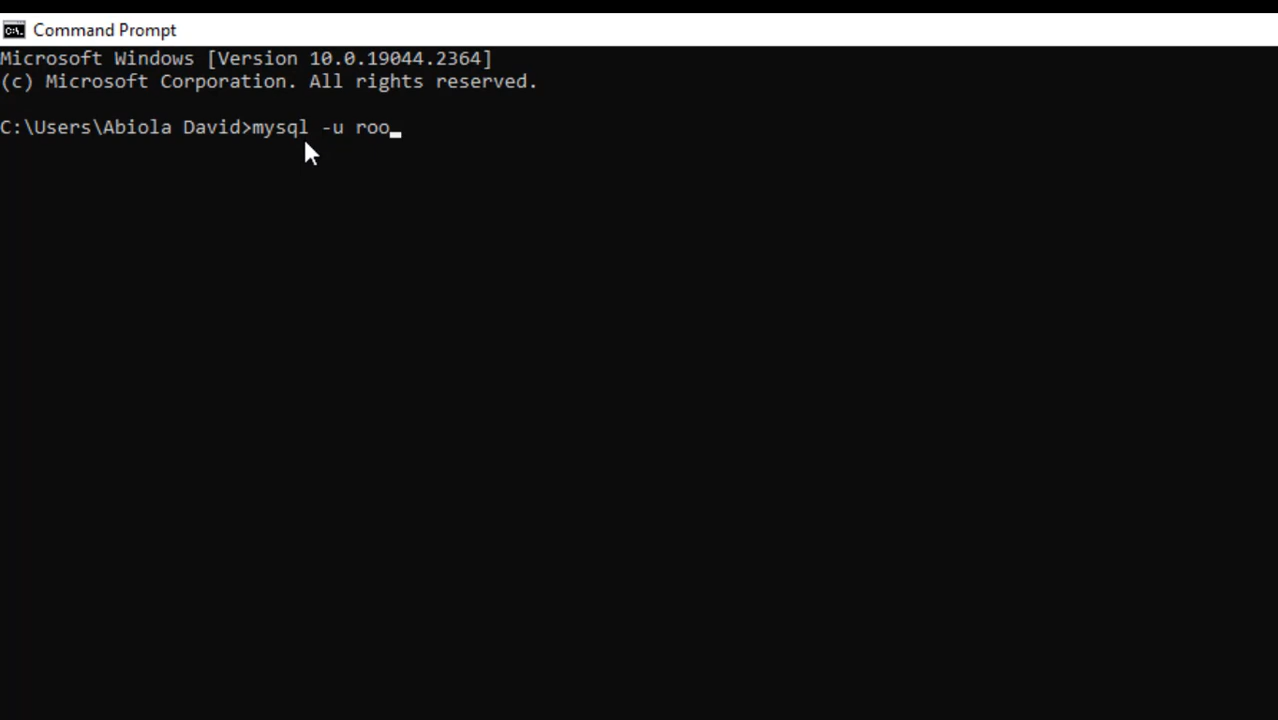 Command Prompt
Microsoft Windows [Version 10.0.19044.2364]
(c) Microsoft Corporation. All rights reserved.
C:\Users\Abiola David>mysql -u roo